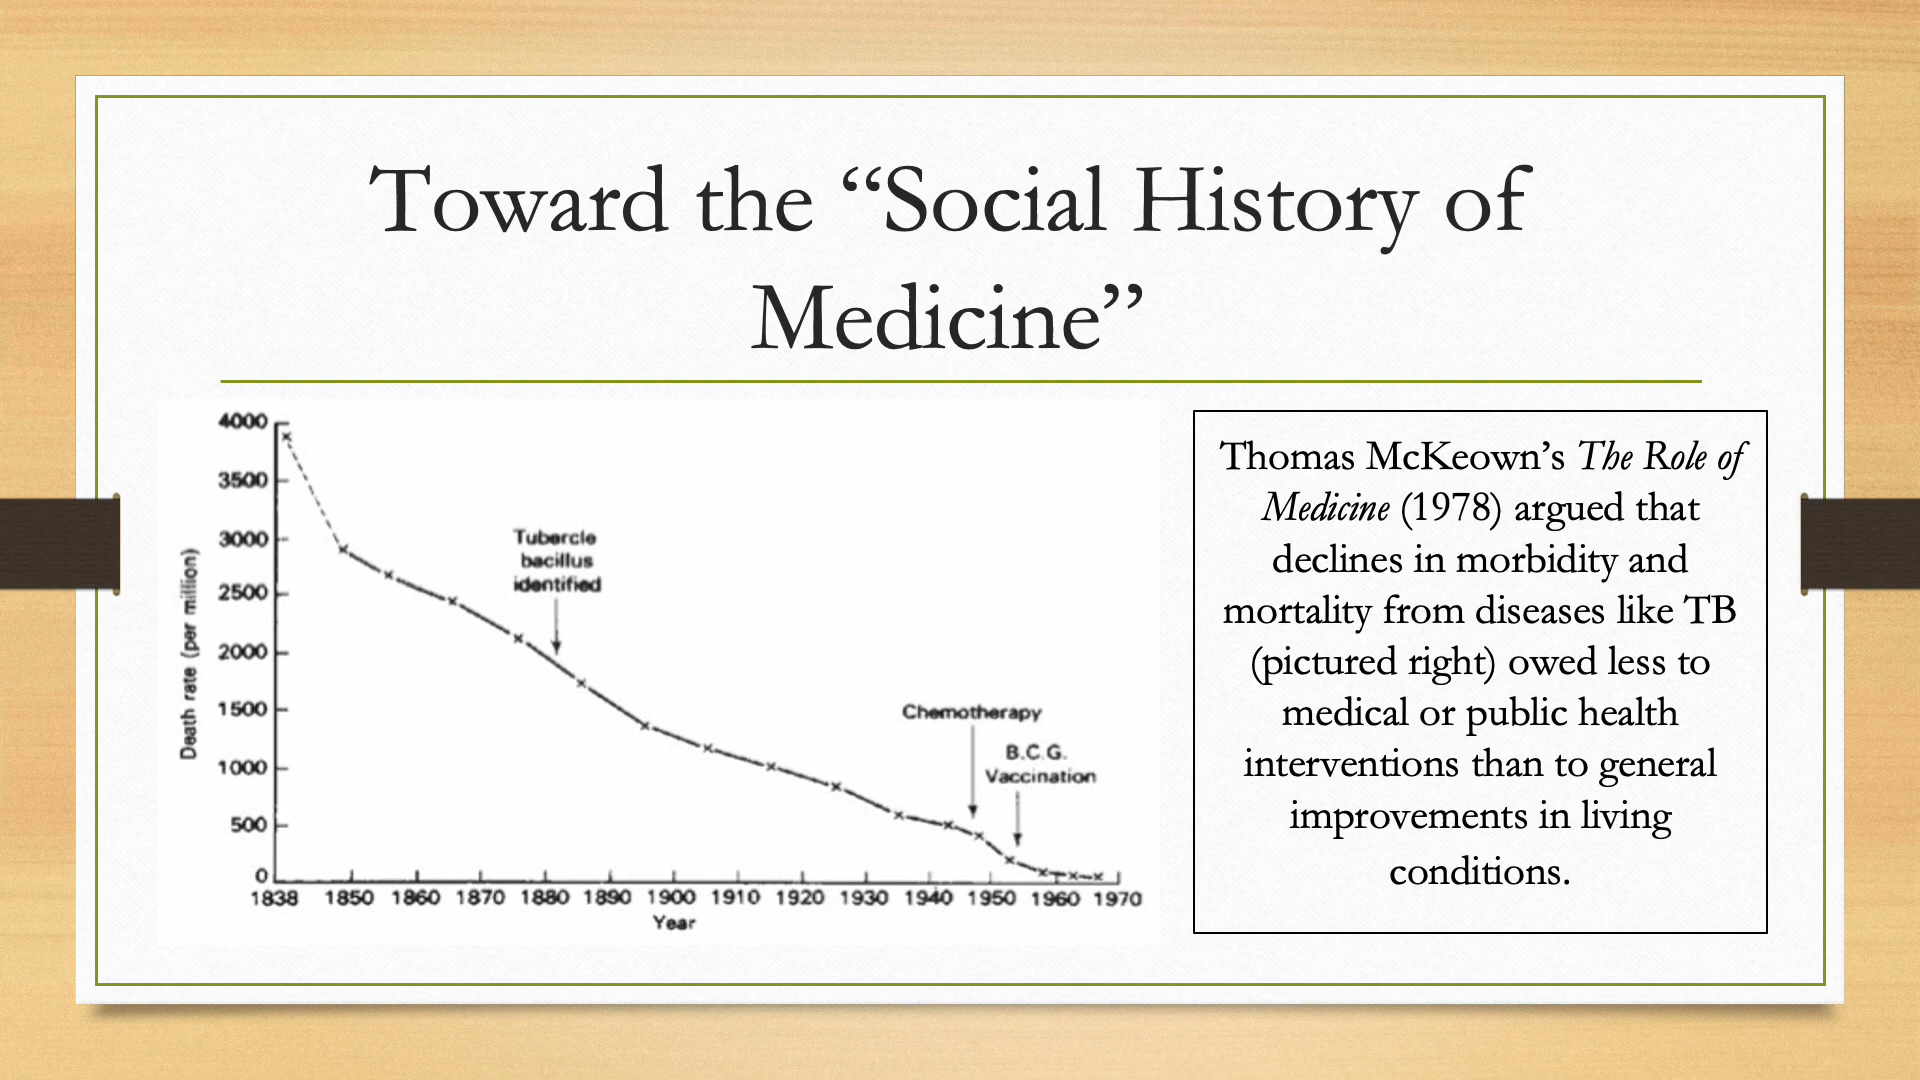 Toward the “Social History of
Medicine”
4000
3500
3000
2500
2000
1500
1000
500
0
Death rate (per million)
Tubercle
bacillus
identified
Chemotherapy
B.C.G.
Vaccination
1838 1850 1860 1870 1880 1890 1900 1910 1920 1930 1940 1950 1960 1970
Year
Thomas McKeown’s The Role of
Medicine (1978) argued that
declines in morbidity and
mortality from diseases like TB
(pictured right) owed less to
medical or public health
interventions than to general
improvements in living
conditions.